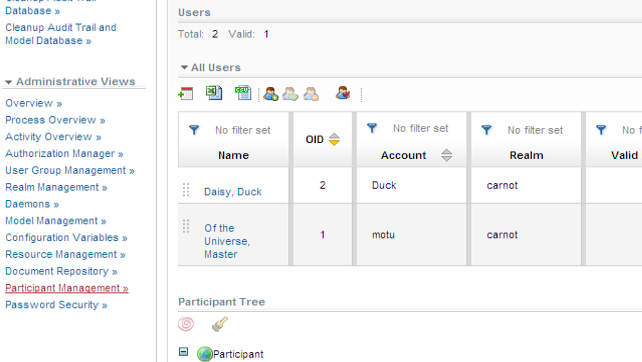 Cleanup Audit Trail
Database »
Cleanup Audit Trail and
Model Database »
Administrative Views
Overview »
Process Overview »
Activity Overview »
Authorization Manager »
User Group Management »
Realm Management »
Daemons »
Model Management »
Configuration Variables »
Resource Management »
Document Repository »
Participant Management »
Password Security »
Users
Total: 2 Valid: 1
All Users
No filter set No filter set No filter set No f
Name OID Account Realm Valid
Daisy, Duck 2 Duck carnot
Of the
Universe,
Master 1 motu carnot
Participant Tree
Participant